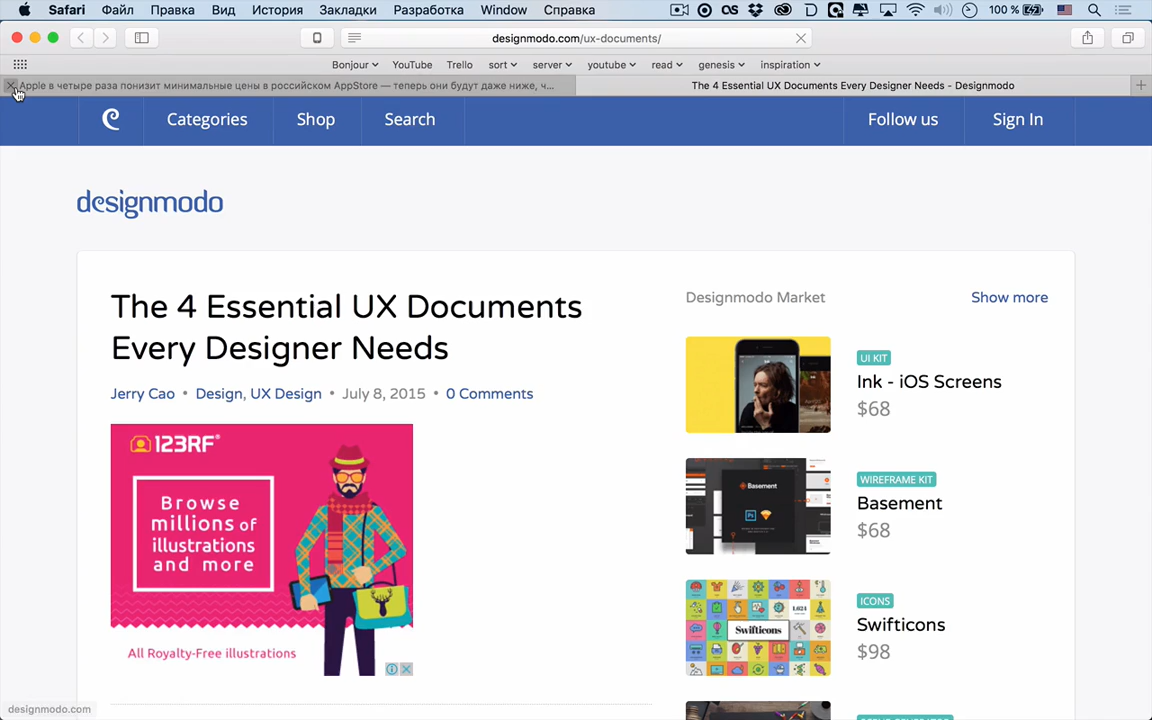 Safari Файл Правка Вид История Закладки Разработка Window Справка 100 %
designmodo.com/ux-documents/
Bonjour YouTube Trello sort server youtube read genesis inspiration
Apple в четыре раза понизит минимальные цены в российском AppStore — теперь они будут даже ниже, ч... The 4 Essential UX Documents Every Designer Needs - Designmodo
Categories Shop Search Follow us Sign In
designmodo
The 4 Essential UX Documents
Every Designer Needs
Jerry Cao • Design, UX Design • July 8, 2015 • 0 Comments
123RF®
Browse
millions of
illustrations
and more
All Royalty-Free illustrations
Designmodo Market Show more
UI KIT
Ink - iOS Screens
$68
Basement
WIREFRAME KIT
Basement
$68
Swifticons
ICONS
Swifticons
$98
designmodo.com